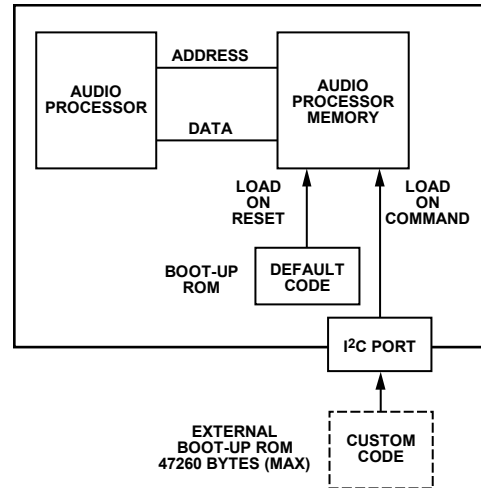 AUDIO
PROCESSOR
ADDRESS
DATA
AUDIO
PROCESSOR
MEMORY
LOAD
ON
RESET
LOAD
ON
COMMAND
BOOT-UP
ROM
DEFAULT
CODE
I²C PORT
EXTERNAL
BOOT-UP ROM
47260 BYTES (MAX)
CUSTOM
CODE